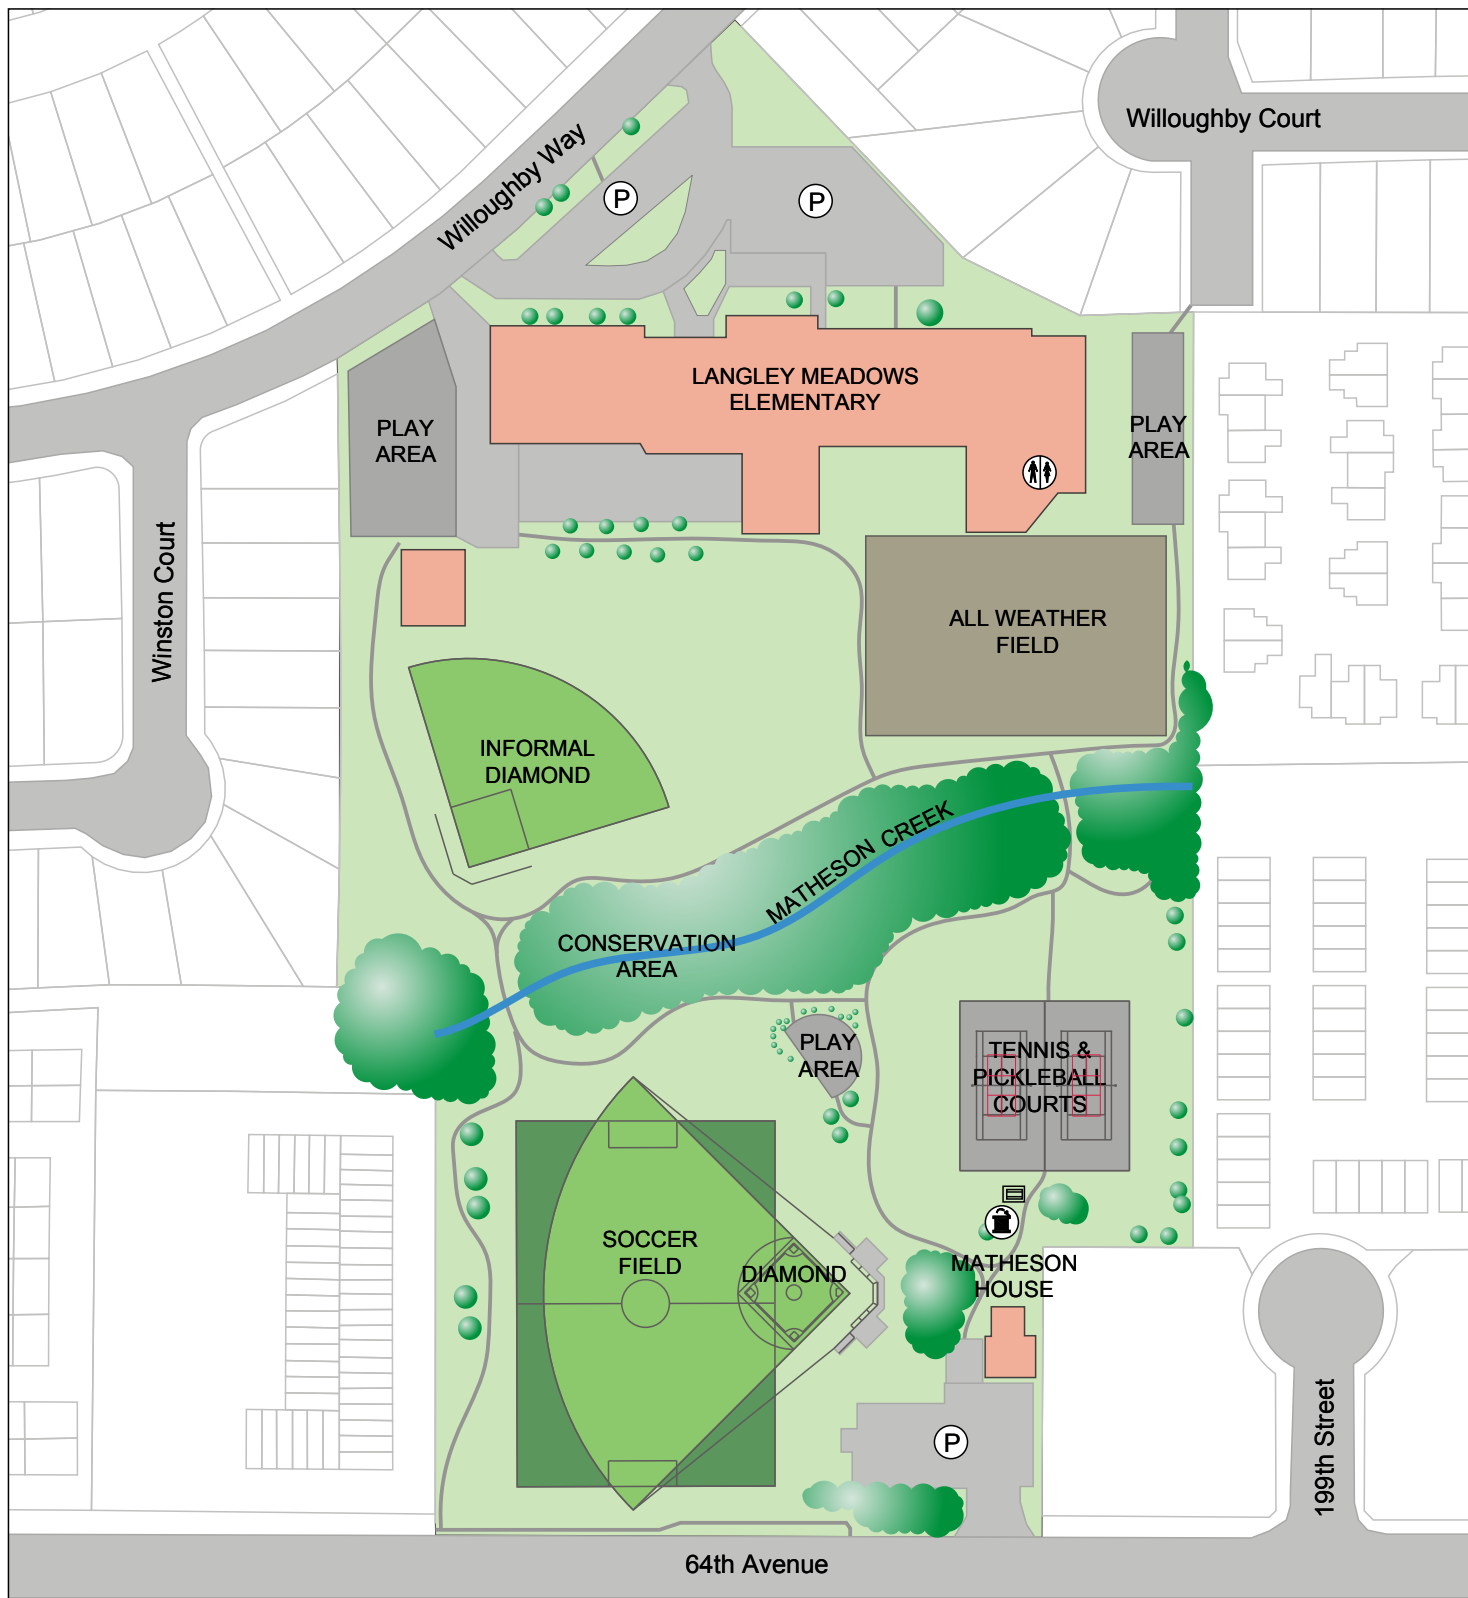 Willoughby Court
Willoughby Way
P
P
LANGLEY MEADOWS
ELEMENTARY
PLAY
AREA
PLAY
AREA
Winston Court
ALL WEATHER
FIELD
INFORMAL
DIAMOND
MATHESON CREEK
CONSERVATION
AREA
PLAY
AREA
TENNIS &
PICKLEBALL
COURTS
SOCCER
FIELD
DIAMOND
MATHESON
HOUSE
P
199th Street
64th Avenue